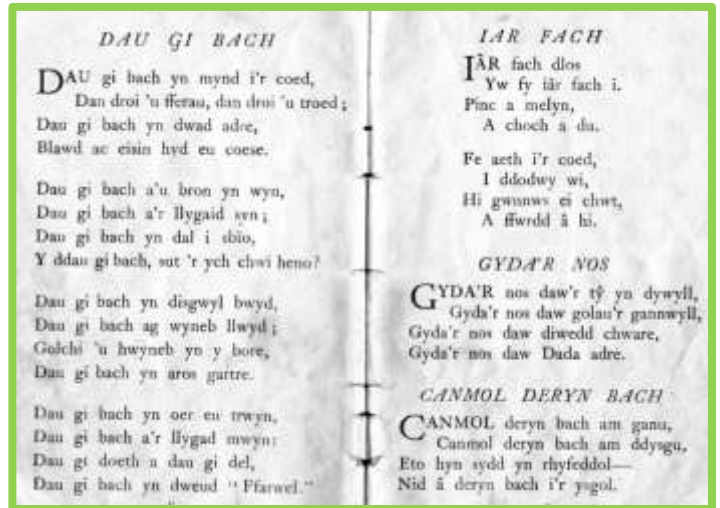 DAU GI BACH
DAU gi bach yn mynd i'r coed,
Dan droi 'u fferau, dan droi 'u troed;
Dau gi bach yn dwad adre,
Blawd ac eisin hyd eu coese.
Dau gi bach a'u bron yn wyn,
Dau gi bach a'r llygaid syn;
Dau gi bach yn dal i sbïo,
Y ddau gi bach, sut 'r ych chwi heno?
Dau gi bach yn disgwyl bwyd,
Dau gi bach ag wyneb llwyd;
Golchi 'u hwyneb yn y bore,
Dau gi bach yn aros gartre.
Dau gi bach yn oer eu trwyn,
Dau gi bach a'r llygad mwyn:
Dau gi doeth a dau gi del,
Dau gi bach yn dweud "Ffarwel."
IAR FACH
IÂR fach dlos
Yw fy iâr fach i.
Pinc a melyn,
A choch a du.
Fe aeth i'r coed,
I ddodwy wi,
Hi gwnnws ei chwt,
A ffwrdd â hi.
GYDA'R NOS
GYDA'R nos daw'r tŷ yn dywyll,
Gyda'r nos daw golau'r gannwyll,
Gyda'r nos daw diwedd chware,
Gyda'r nos daw Dada adre.
CANMOL DERYN BACH
CANMOL deryn bach am ganu,
Canmol deryn bach am ddysgu,
Eto hyn sydd yn rhyfeddol—
Nid â deryn bach i'r ysgol.